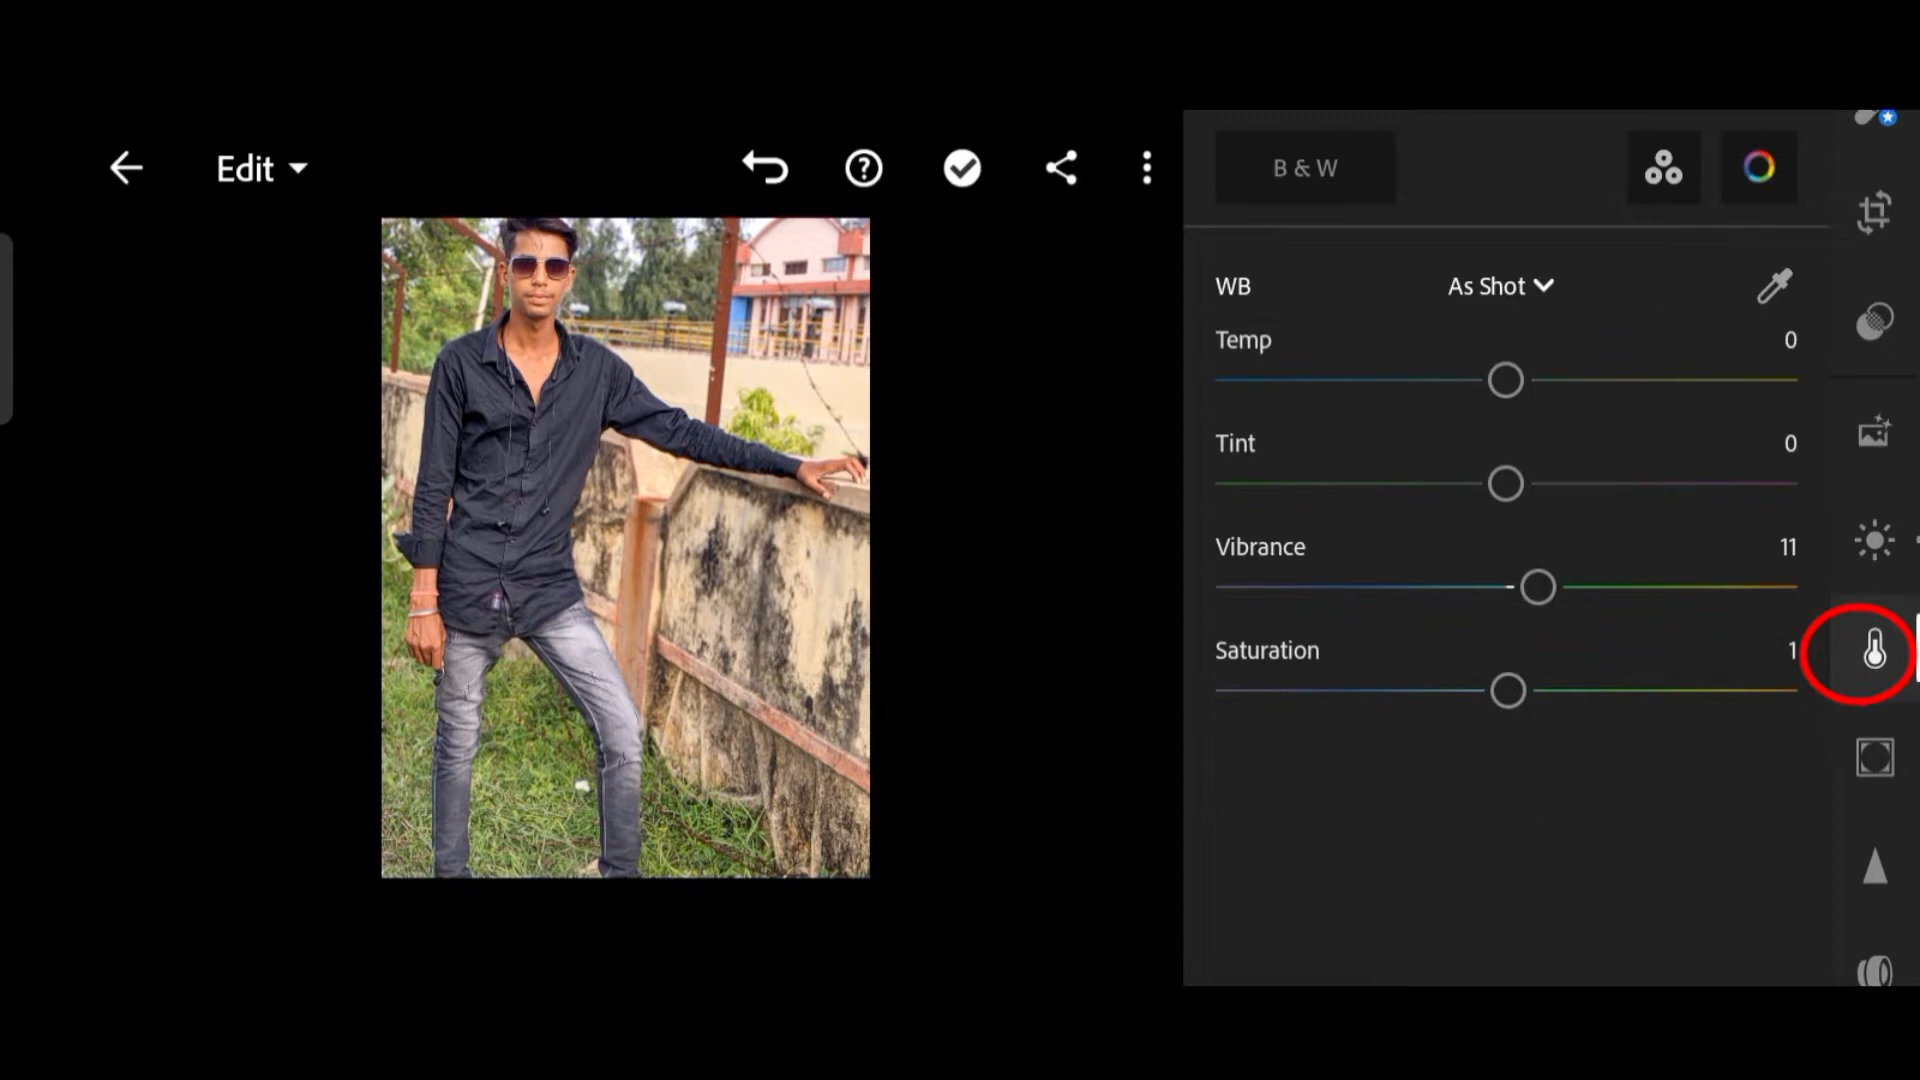 Edit
B & W
WB As Shot
Temp 0
Tint 0
Vibrance 11
Saturation 1